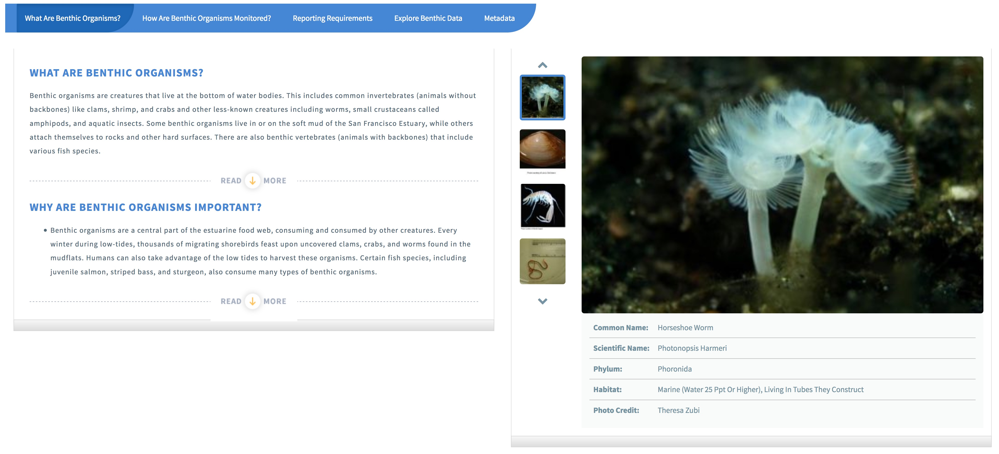 What Are Benthic Organisms?
How Are Benthic Organisms Monitored?
Reporting Requirements
Explore Benthic Data
Metadata
WHAT ARE BENTHIC ORGANISMS?
Benthic organisms are creatures that live at the bottom of water bodies. This includes common invertebrates (animals without
backbones) like clams, shrimp, and crabs and other less-known creatures including worms, small crustaceans called
amphipods, and aquatic insects. Some benthic organisms live in or on the soft mud of the San Francisco Estuary, while others
attach themselves to rocks and other hard surfaces. There are also benthic vertebrates (animals with backbones) that include
various fish species.
READ MORE
WHY ARE BENTHIC ORGANISMS IMPORTANT?
• Benthic organisms are a central part of the estuarine food web, consuming and consumed by other creatures. Every
winter during low-tides, thousands of migrating shorebirds feast upon uncovered clams, crabs, and worms found in the
mudflats. Humans can also take advantage of the low tides to harvest these organisms. Certain fish species, including
juvenile salmon, striped bass, and sturgeon, also consume many types of benthic organisms.
READ MORE
Common Name: Horseshoe Worm
Scientific Name: Photonopsis Harmeri
Phylum: Phoronida
Habitat: Marine (Water 25 Ppt Or Higher), Living In Tubes They Construct
Photo Credit: Theresa Zubi